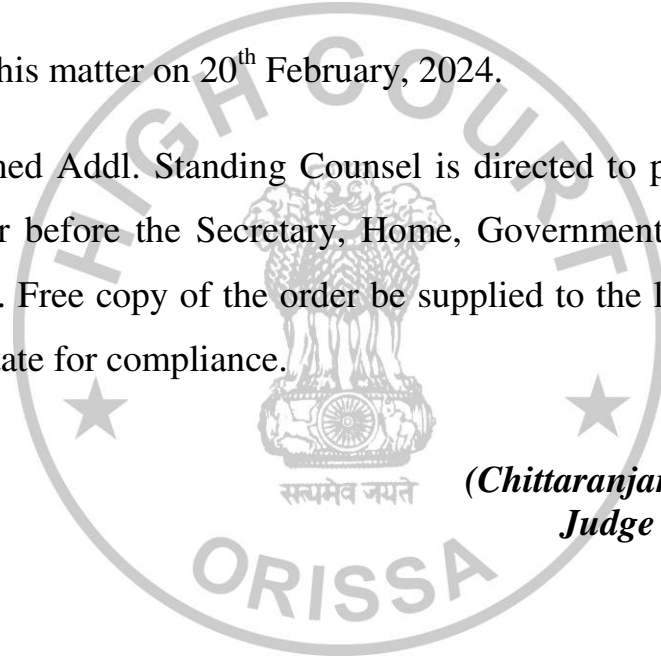 his matter on 20th February, 2024.
ned Addl. Standing Counsel is directed to p
r before the Secretary, Home, Government
. Free copy of the order be supplied to the l
tate for compliance.
(Chittaranjan
Judge
HIGH COURT
सत्यमेव जयते
ORISSA